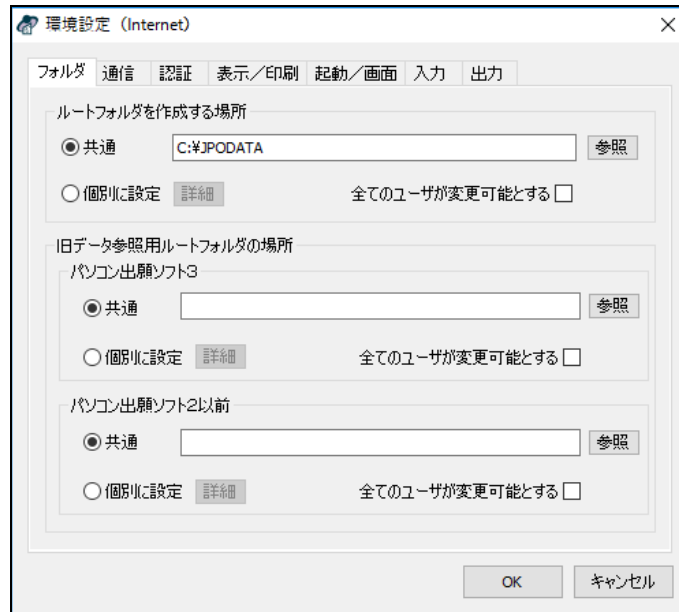 環境設定（Internet）
フォルダ 通信 認証 表示／印刷 起動／画面 入力 出力
ルートフォルダを作成する場所
共通 C:¥JPODATA 参照
個別に設定 詳細 全てのユーザが変更可能とする
旧データ参照用ルートフォルダの場所
パソコン出願ソフト3
共通 参照
個別に設定 詳細 全てのユーザが変更可能とする
パソコン出願ソフト2以前
共通 参照
個別に設定 詳細 全てのユーザが変更可能とする
OK キャンセル